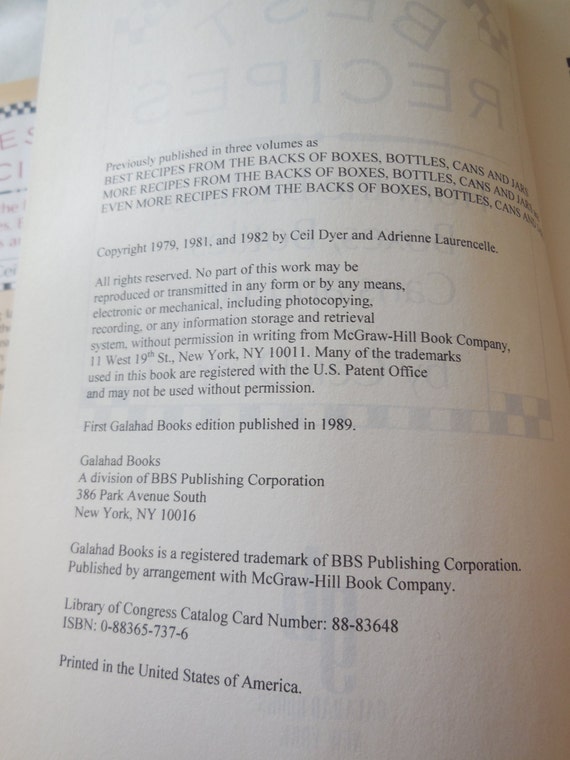 Previously published in three volumes as
BEST RECIPES FROM THE BACKS OF BOXES, BOTTLES, CANS AND JARS
MORE RECIPES FROM THE BACKS OF BOXES, BOTTLES, CANS AND JARS
EVEN MORE RECIPES FROM THE BACKS OF BOXES, BOTTLES, CANS AND
Copyright 1979, 1981, and 1982 by Ceil Dyer and Adrienne Laurencelle.
All rights reserved. No part of this work may be
reproduced or transmitted in any form or by any means,
electronic or mechanical, including photocopying,
recording, or any information storage and retrieval
system, without permission in writing from McGraw-Hill Book Company,
11 West 19th St., New York, NY 10011. Many of the trademarks
used in this book are registered with the U.S. Patent Office
and may not be used without permission.
First Galahad Books edition published in 1989.
Galahad Books
A division of BBS Publishing Corporation
386 Park Avenue South
New York, NY 10016
Galahad Books is a registered trademark of BBS Publishing Corporation.
Published by arrangement with McGraw-Hill Book Company.
Library of Congress Catalog Card Number: 88-83648
ISBN: 0-88365-737-6
Printed in the United States of America.